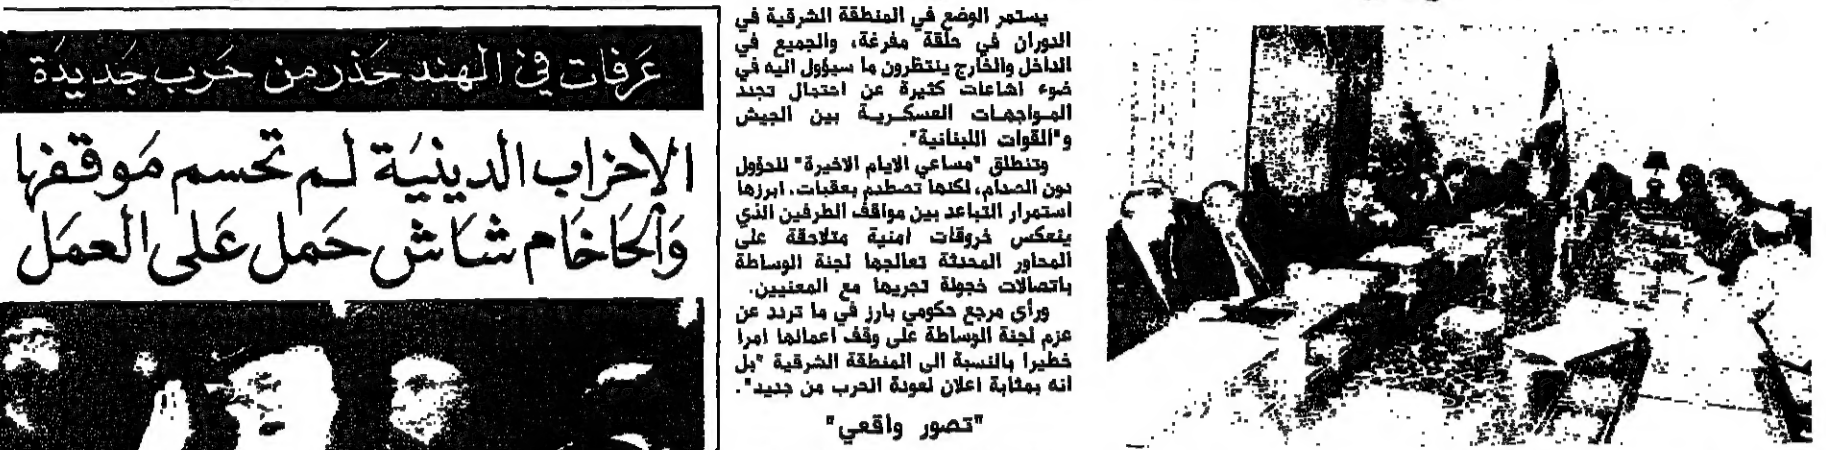 يستمر الوضع في المنطقة الشرقية في
الدوران في حلقة مفرغة، والجميع في
الداخل والخارج ينتظرون ما سيؤول اليه في
ضوء اشاعات كثيرة عن احتمال تجدد
المواجهات العسكرية بين الجيش
و"القوات اللبنانية".
وتنطلق "مساعي الايام الاخيرة" للحؤول
دون الصدام، لكنها تصطدم بعقبات، ابرزها
استمرار التباعد بين مواقف الطرفين الذي
ينعكس خروقات امنية متلاحقة على
المحاور المحدثة تعالجها لجنة الوساطة
باتصالات خجولة تجريها مع المعنيين.
ورأى مرجع حكومي بارز في ما تردد عن
عزم لجنة الوساطة على وقف اعمالها امرا
خطيرا بالنسبة الى المنطقة الشرقية "بل
انه بمثابة اعلان لعودة الحرب من جديد".
"تصور واقعي"
عرفات في الهند حذر من حرب جديدة
الاحزاب الدينية لم تحسم موقفها
والحاخام شاش حمل على العمل